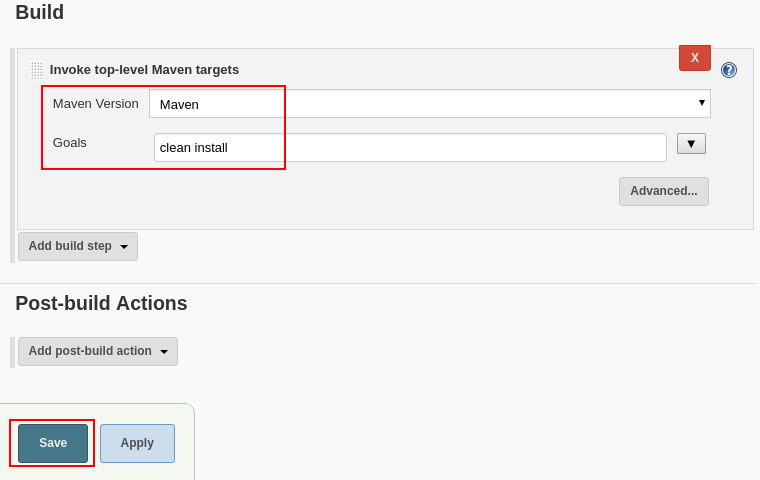 Build
X
Invoke top-level Maven targets
?
Maven Version Maven ▼
Goals clean install ▼
Advanced...
Add build step
Post-build Actions
Add post-build action
Save Apply